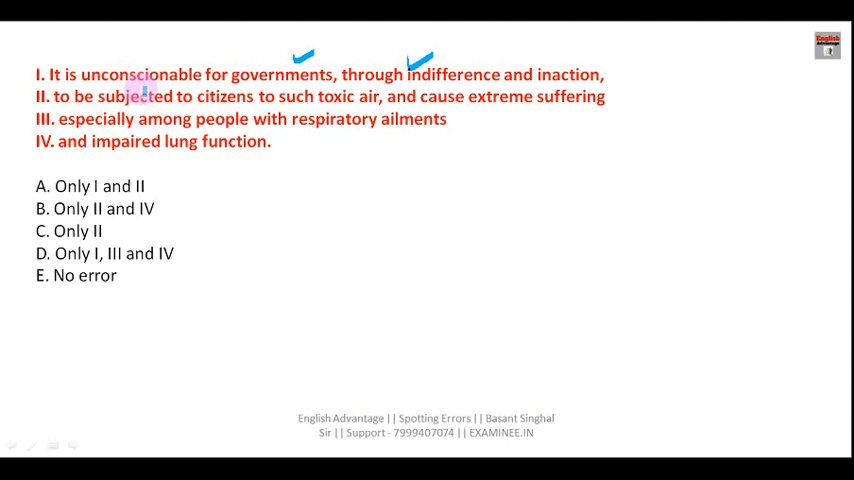 English
Advantage
I. It is unconscionable for governments, through indifference and inaction,
II. to be subjected to citizens to such toxic air, and cause extreme suffering
III. especially among people with respiratory ailments
IV. and impaired lung function.
A. Only I and II
B. Only II and IV
C. Only II
D. Only I, III and IV
E. No error
English Advantage || Spotting Errors || Basant Singhal
Sir || Support - 7999407074 || EXAMINEE.IN